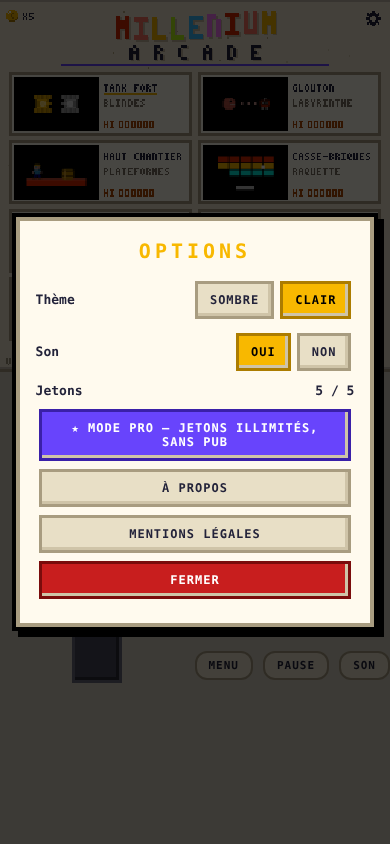 X5
MILLENIUM
ARCADE
TANK FORT
BLINDES
HI 000000
GLOUTON
LABYRINTHE
HI 000000
HAUT CHANTIER
PLATEFORMES
HI 000000
CASSE-BRIQUES
RAQUETTE
HI 000000
OPTIONS
Thème
SOMBRE
CLAIR
Son
OUI
NON
Jetons
5 / 5
★ MODE PRO — JETONS ILLIMITÉS,
SANS PUB
À PROPOS
MENTIONS LÉGALES
FERMER
MENU
PAUSE
SON